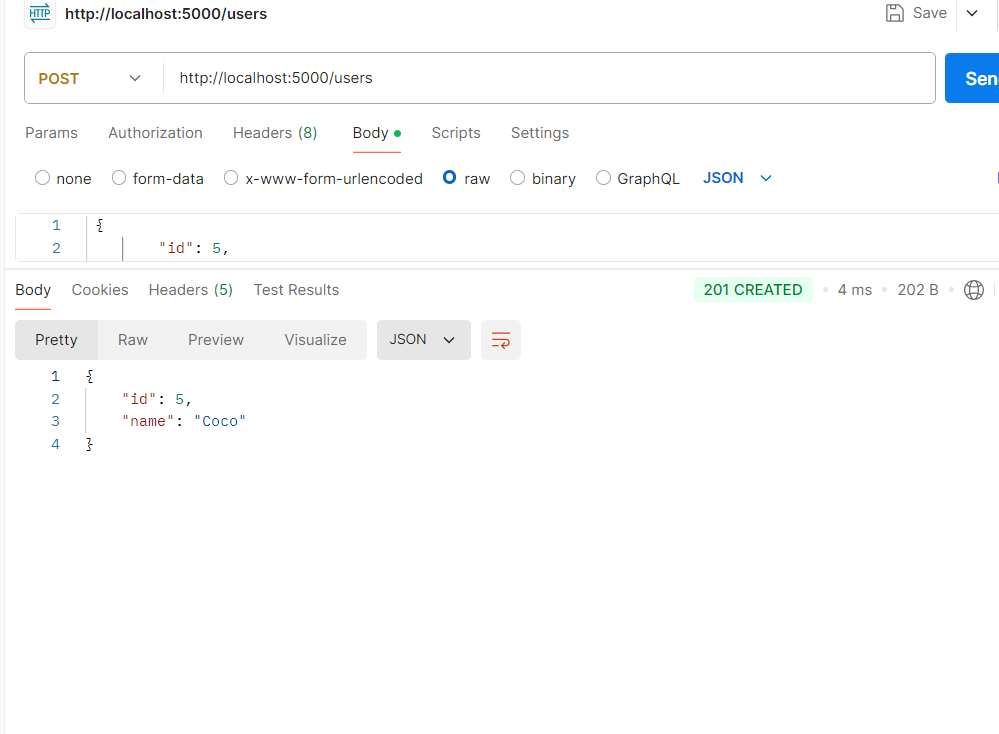 HTTP http://localhost:5000/users Save
POST http://localhost:5000/users Sen
Params Authorization Headers (8) Body Scripts Settings
none form-data x-www-form-urlencoded raw binary GraphQL JSON
1 {
2 "id": 5,
Body Cookies Headers (5) Test Results 201 CREATED 4 ms 202 B
Pretty Raw Preview Visualize JSON
1 {
2 "id": 5,
3 "name": "Coco"
4 }